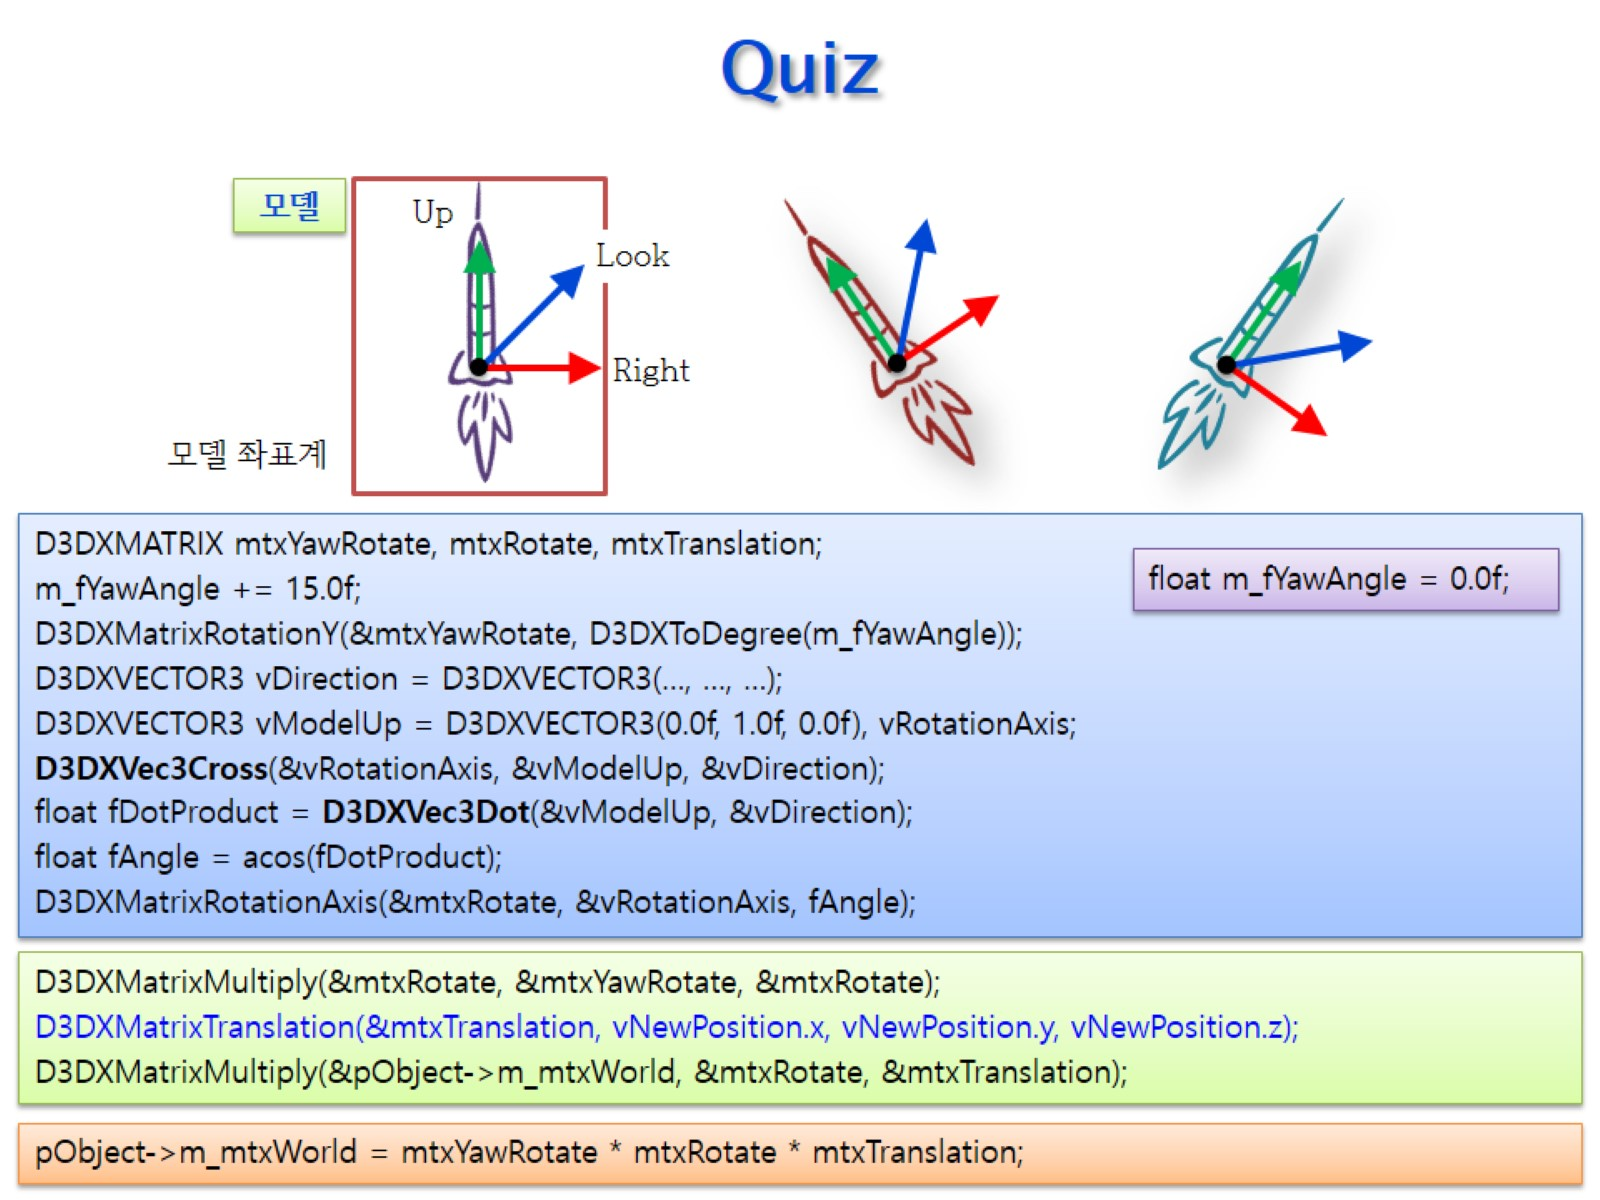 Quiz
모델
Up
Look
Right
모델 좌표계
D3DXMATRIX mtxYawRotate, mtxRotate, mtxTranslation;
float m_fYawAngle = 0.0f;
m_fYawAngle += 15.0f;
D3DXMatrixRotationY(&mtxYawRotate, D3DXToDegree(m_fYawAngle));
D3DXVECTOR3 vDirection = D3DXVECTOR3(..., ..., ...);
D3DXVECTOR3 vModelUp = D3DXVECTOR3(0.0f, 1.0f, 0.0f), vRotationAxis;
D3DXVec3Cross(&vRotationAxis, &vModelUp, &vDirection);
float fDotProduct = D3DXVec3Dot(&vModelUp, &vDirection);
float fAngle = acos(fDotProduct);
D3DXMatrixRotationAxis(&mtxRotate, &vRotationAxis, fAngle);
D3DXMatrixMultiply(&mtxRotate, &mtxYawRotate, &mtxRotate);
D3DXMatrixTranslation(&mtxTranslation, vNewPosition.x, vNewPosition.y, vNewPosition.z);
D3DXMatrixMultiply(&pObject->m_mtxWorld, &mtxRotate, &mtxTranslation);
pObject->m_mtxWorld = mtxYawRotate * mtxRotate * mtxTranslation;